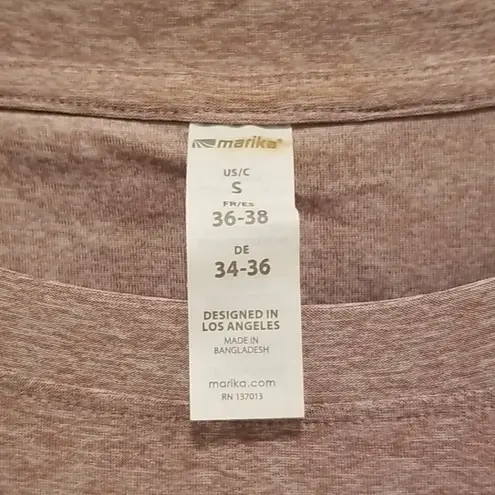 marika®
US/C
S
FR/ES
36-38
DE
34-36
DESIGNED IN
LOS ANGELES
MADE IN
BANGLADESH
marika.com
RN 137013